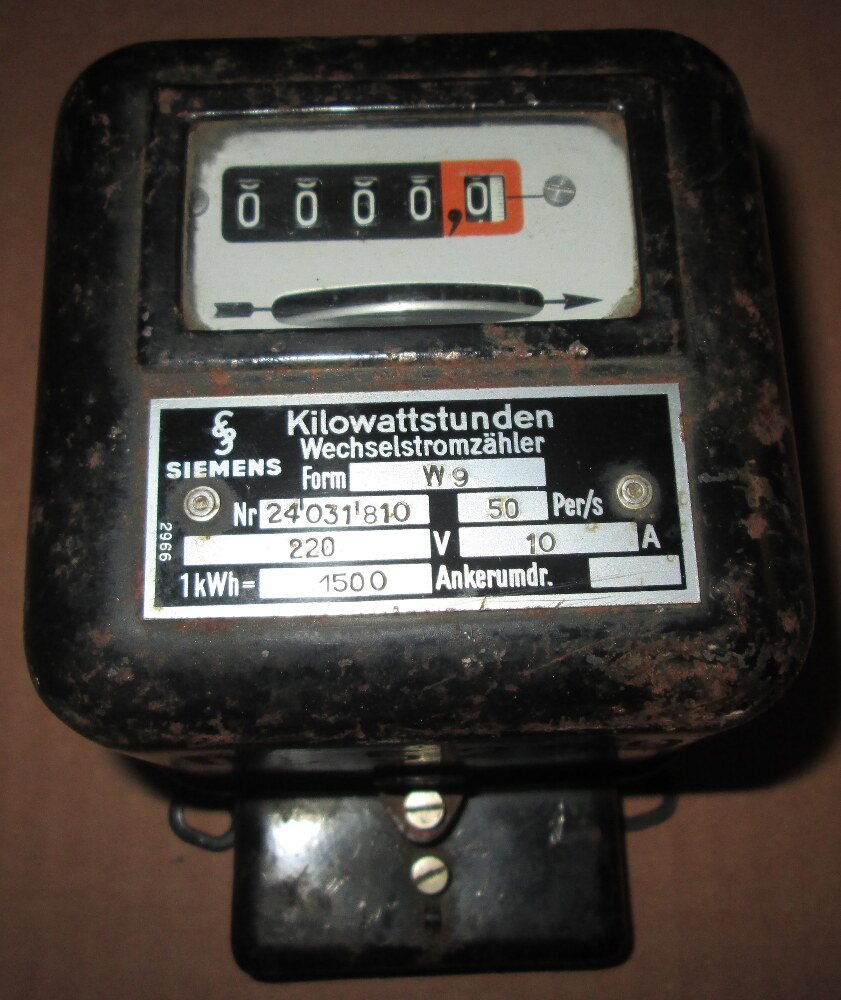 0000,0
Kilowattstunden
Wechselstromzähler
SIEMENS
Form W9
Nr 24'031'810 50 Per/s
220 V 10 A
1 kWh= 1500 Ankerumdr.
2966